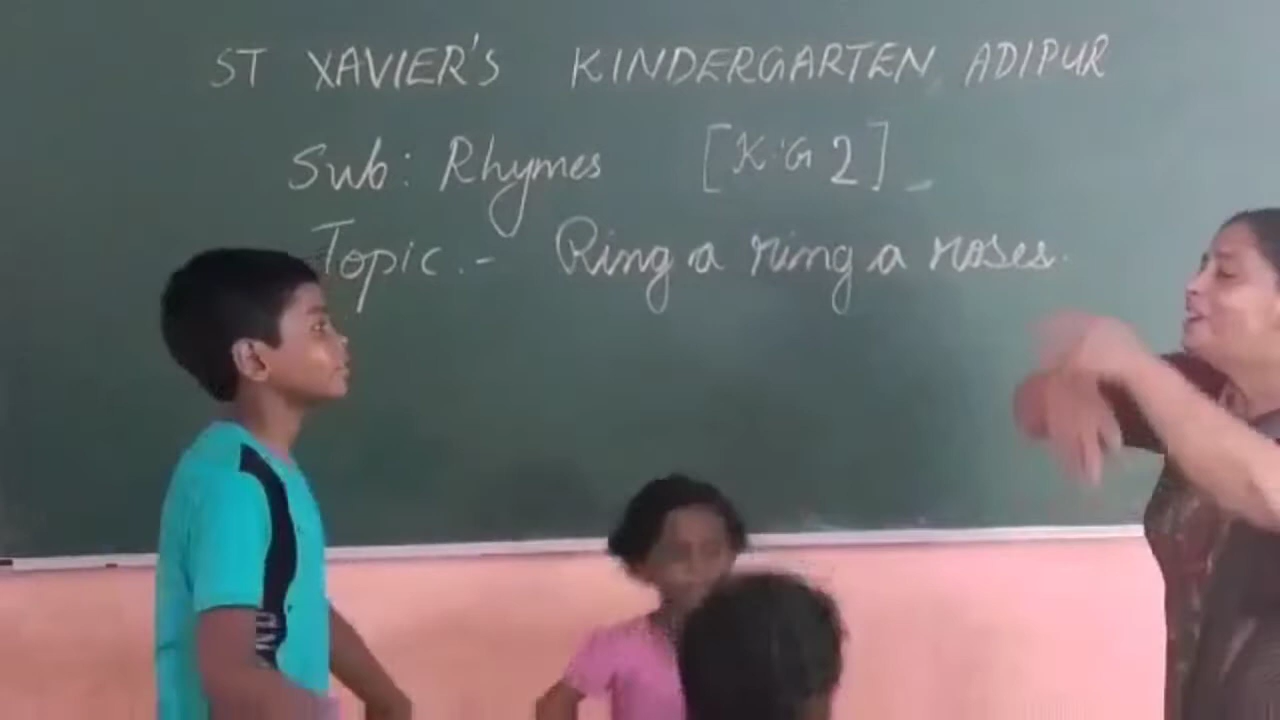 ST XAVIER'S KINDERGARTEN, ADIPUR
Sub: Rhymes [K.G 2]
Topic.- Ring a ring a roses.